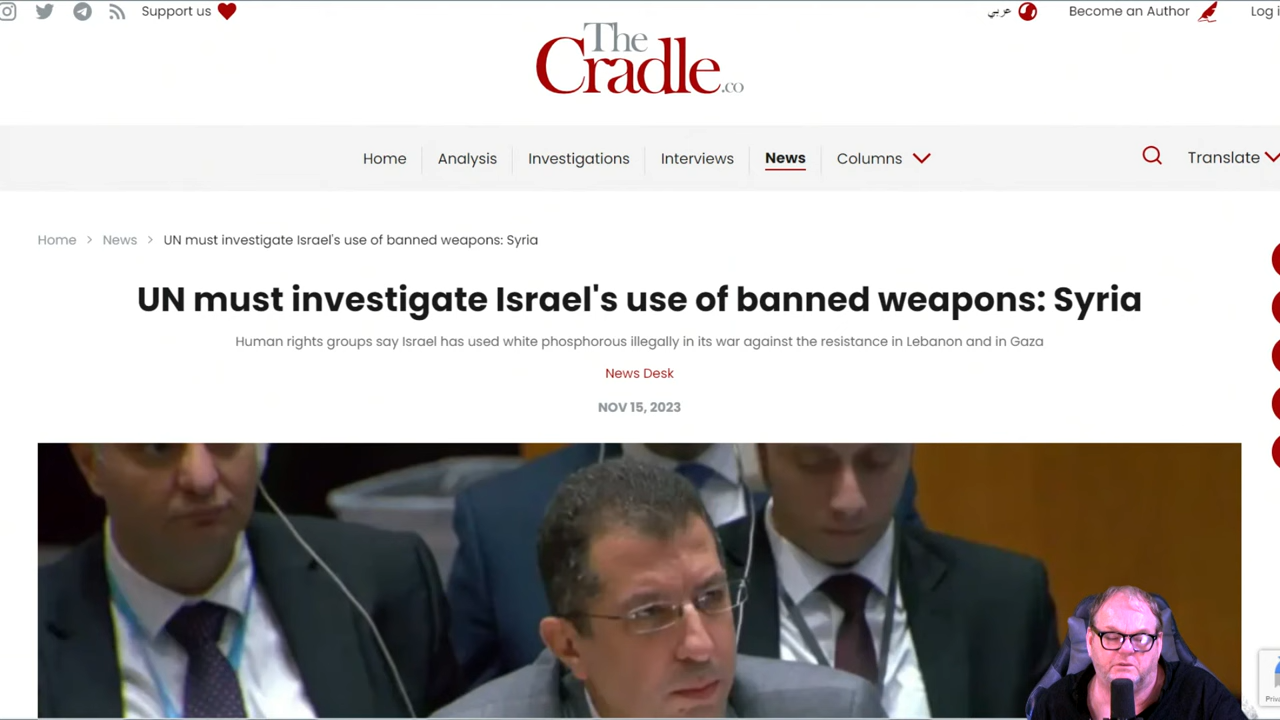 Support us
عربي
Become an Author
Log i
The
Cradle.co
Home
Analysis
Investigations
Interviews
News
Columns
Translate
Home > News > UN must investigate Israel's use of banned weapons: Syria
UN must investigate Israel's use of banned weapons: Syria
Human rights groups say Israel has used white phosphorous illegally in its war against the resistance in Lebanon and in Gaza
News Desk
NOV 15, 2023
Priv